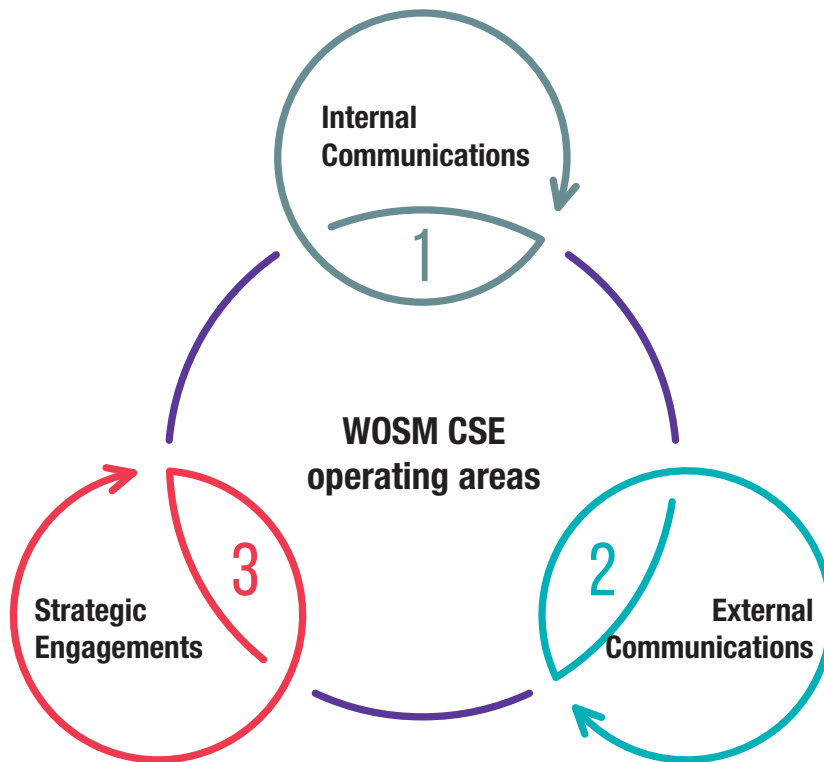 Internal
Communications
1
WOSM CSE
operating areas
3
Strategic
Engagements
2
External
Communications